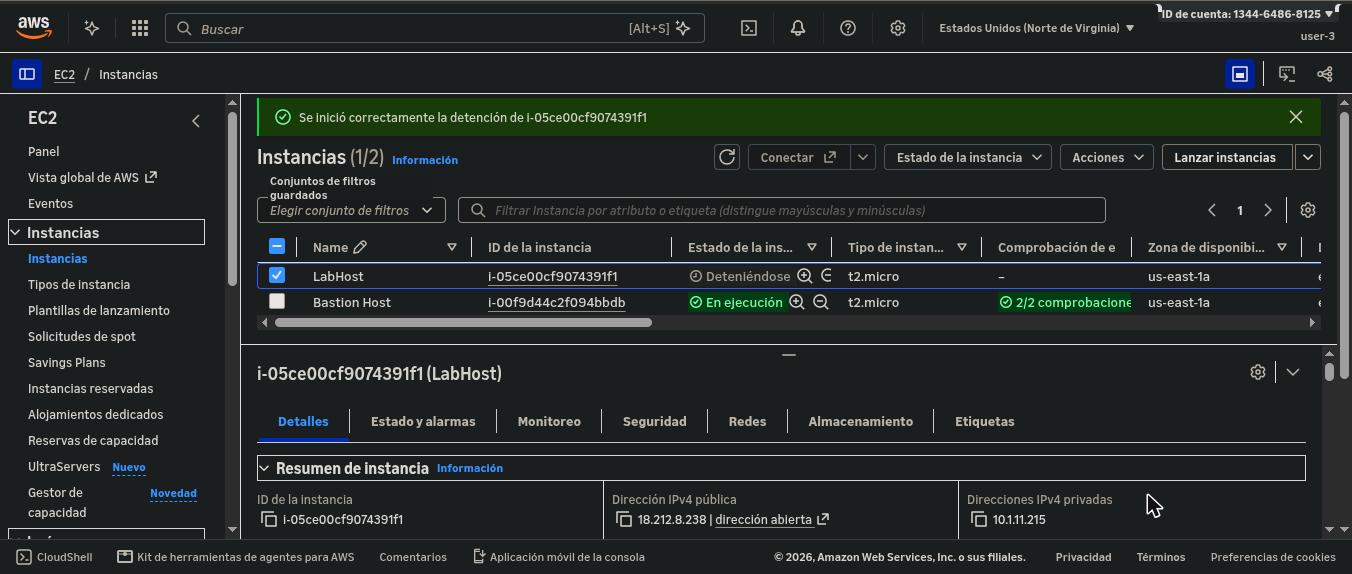 aws
Buscar
[Alt+S]
Estados Unidos (Norte de Virginia)
ID de cuenta: 1344-6486-8125
user-3
EC2 / Instancias
EC2
Panel
Vista global de AWS
Eventos
Instancias
Instancias
Tipos de instancia
Plantillas de lanzamiento
Solicitudes de spot
Savings Plans
Instancias reservadas
Alojamientos dedicados
Reservas de capacidad
UltraServers Nuevo
Gestor de capacidad Novedad
Se inició correctamente la detención de i-05ce00cf9074391f1
Instancias (1/2) Información
Conectar
Estado de la instancia
Acciones
Lanzar instancias
Conjuntos de filtros
guardados
Elegir conjunto de filtros
Filtrar Instancia por atributo o etiqueta (distingue mayúsculas y minúsculas)
1
Name ID de la instancia Estado de la ins... Tipo de instan... Comprobación de e Zona de disponibi...
LabHost i-05ce00cf9074391f1 Deteniéndose t2.micro – us-east-1a
Bastion Host i-00f9d44c2f094bbdb En ejecución t2.micro 2/2 comprobacione us-east-1a
i-05ce00cf9074391f1 (LabHost)
Detalles Estado y alarmas Monitoreo Seguridad Redes Almacenamiento Etiquetas
Resumen de instancia Información
ID de la instancia
i-05ce00cf9074391f1
Dirección IPv4 pública
18.212.8.238 | dirección abierta
Direcciones IPv4 privadas
10.1.11.215
CloudShell Kit de herramientas de agentes para AWS Comentarios Aplicación móvil de la consola © 2026, Amazon Web Services, Inc. o sus filiales. Privacidad Términos Preferencias de cookies